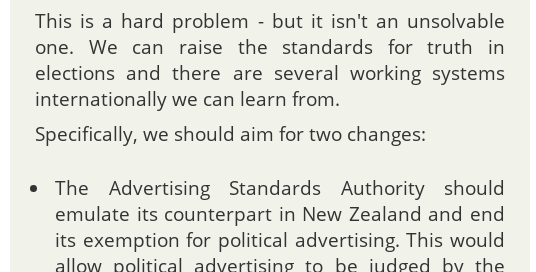 This is a hard problem - but it isn't an unsolvable
one. We can raise the standards for truth in
elections and there are several working systems
internationally we can learn from.
Specifically, we should aim for two changes:
• The Advertising Standards Authority should
emulate its counterpart in New Zealand and end
its exemption for political advertising. This would
allow political advertising to be judged by the